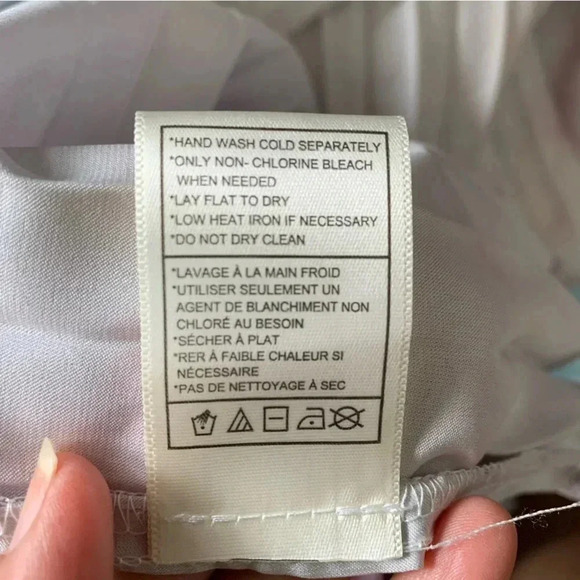 *HAND WASH COLD SEPARATELY
*ONLY NON- CHLORINE BLEACH
WHEN NEEDED
*LAY FLAT TO DRY
*LOW HEAT IRON IF NECESSARY
*DO NOT DRY CLEAN
*LAVAGE À LA MAIN FROID
*UTILISER SEULEMENT UN
AGENT DE BLANCHIMENT NON
CHLORÉ AU BESOIN
*SÉCHER À PLAT
*RER À FAIBLE CHALEUR SI
NÉCESSAIRE
*PAS DE NETTOYAGE À SEC